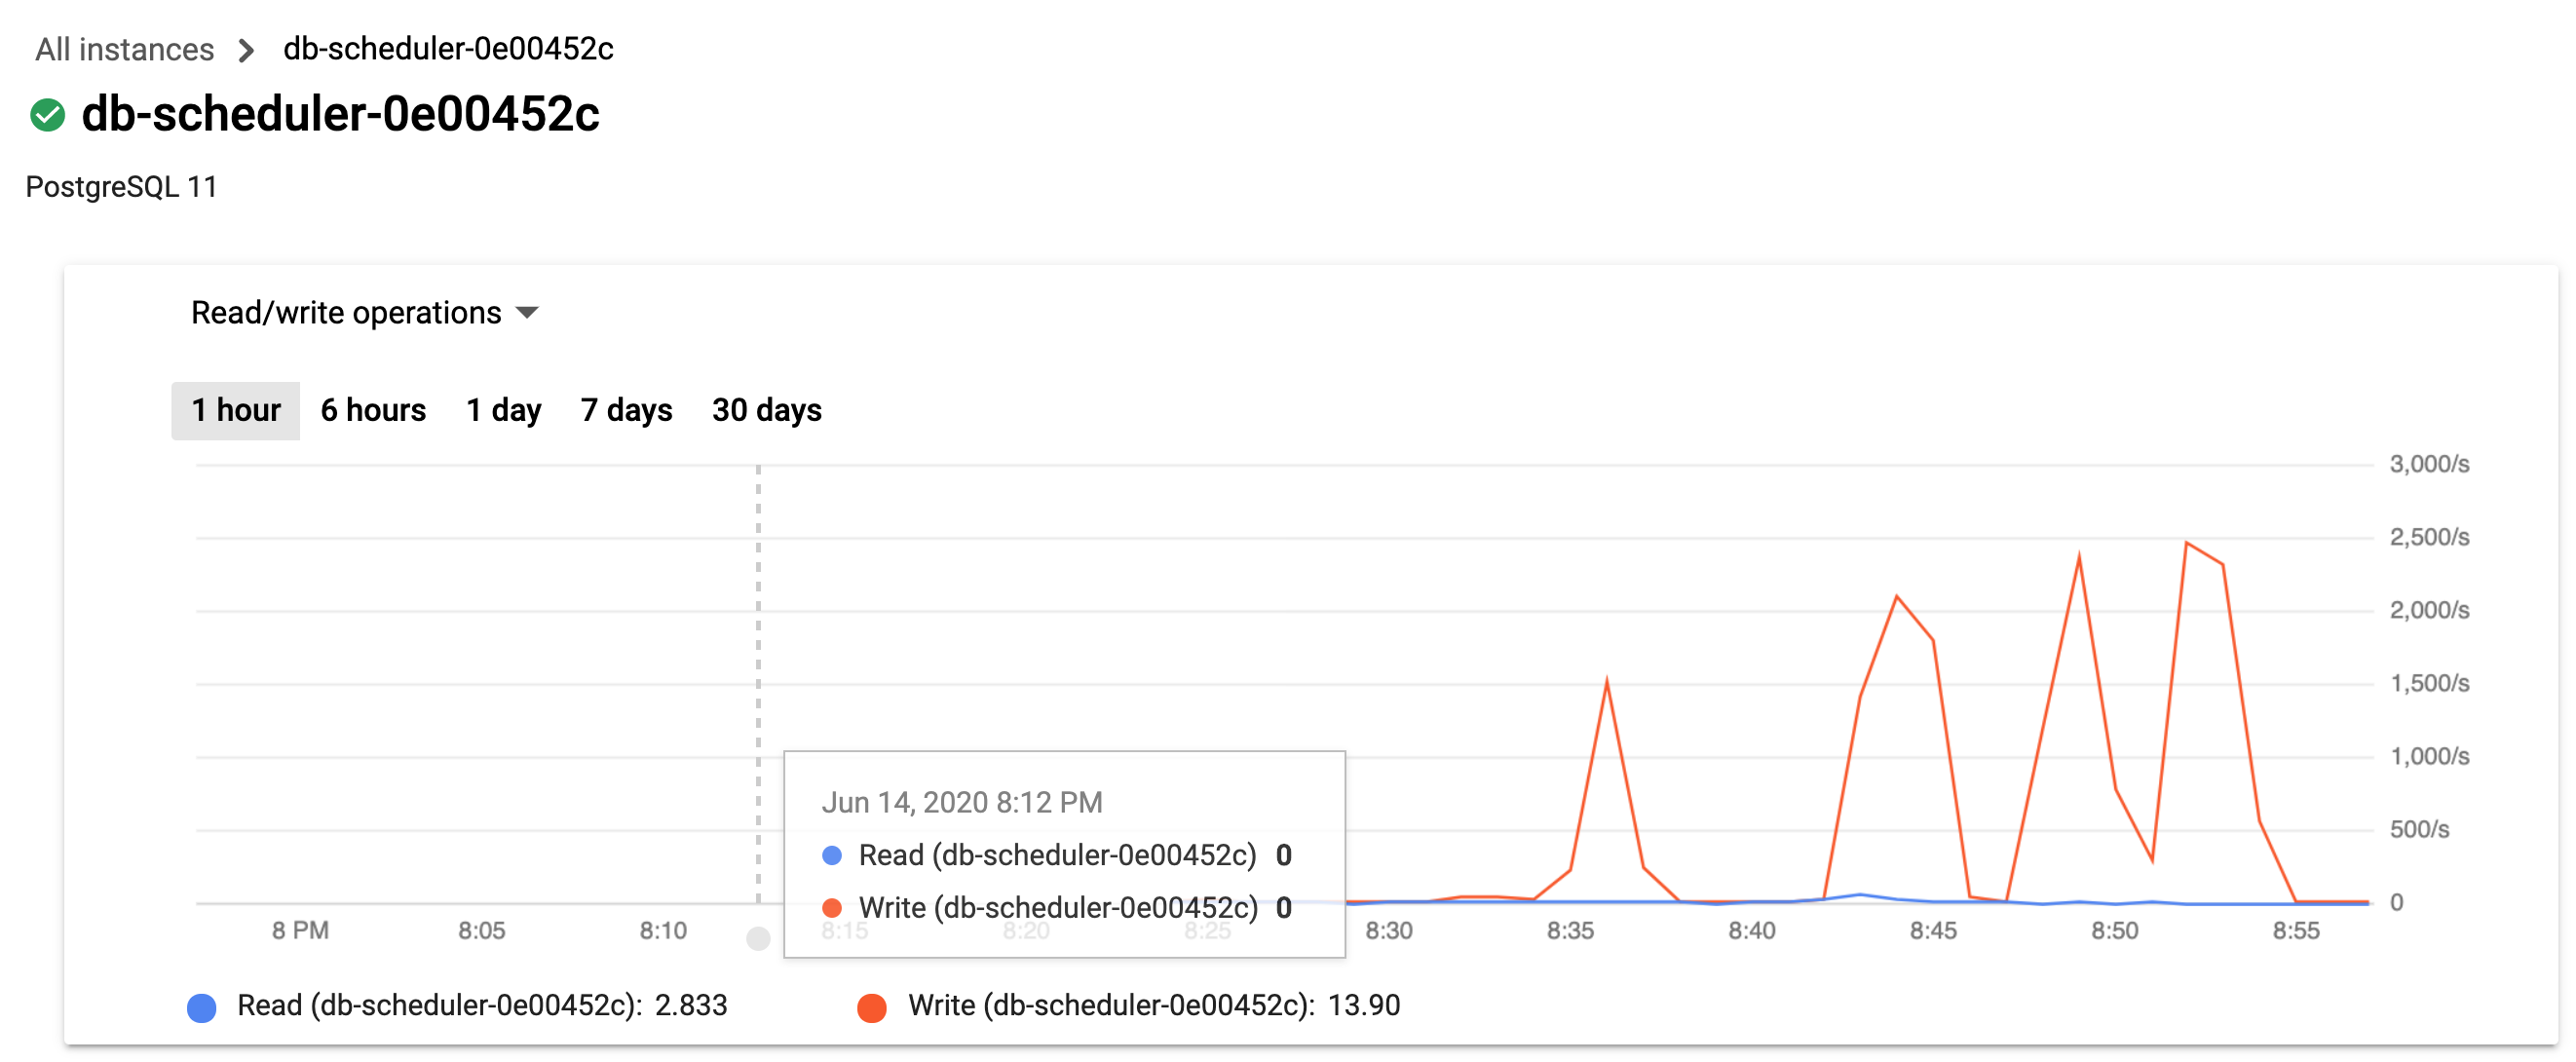 All instances > db-scheduler-0e00452c
db-scheduler-0e00452c
PostgreSQL 11
Read/write operations
1 hour 6 hours 1 day 7 days 30 days
3,000/s
2,500/s
2,000/s
1,500/s
1,000/s
500/s
0
Jun 14, 2020 8:12 PM
Read (db-scheduler-0e00452c) 0
Write (db-scheduler-0e00452c) 0
8 PM 8:05 8:10 8:15 8:20 8:25 8:30 8:35 8:40 8:45 8:50 8:55
Read (db-scheduler-0e00452c): 2.833 Write (db-scheduler-0e00452c): 13.90